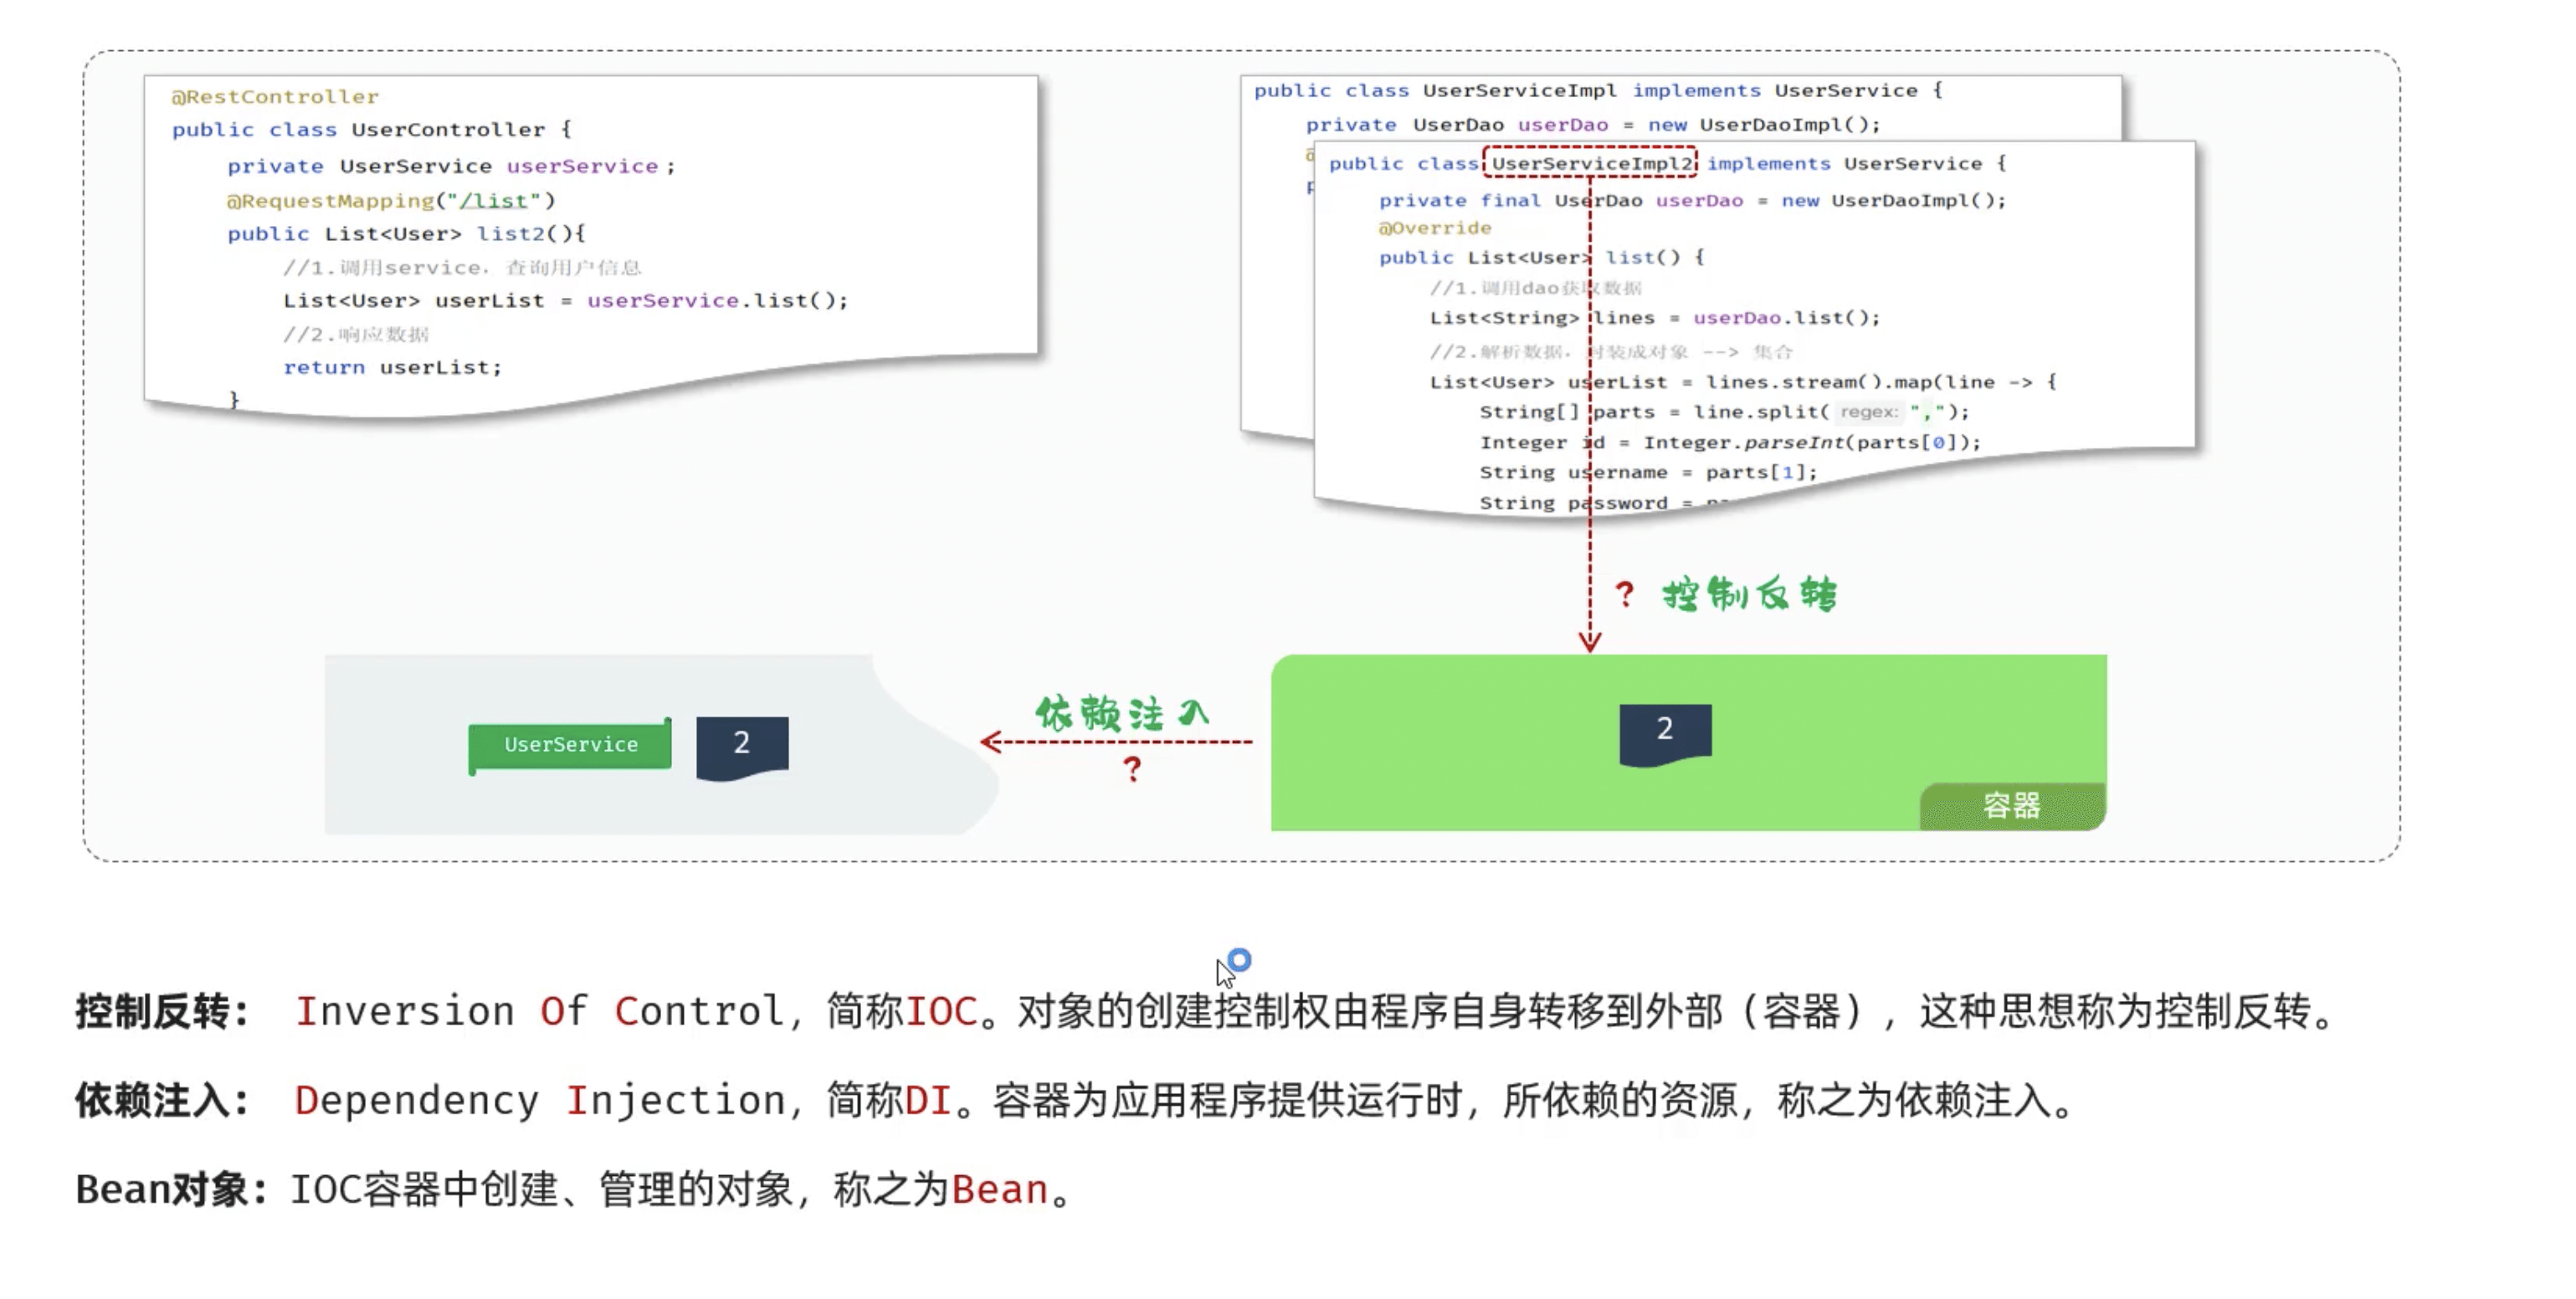 @RestController
public class UserController {
private UserService userService ;
@RequestMapping("/list")
public List<User> list2(){
//1.调用service，查询用户信息
List<User> userList = userService.list();
//2.响应数据
return userList;
}
public class UserServiceImpl implements UserService {
private UserDao userDao = new UserDaoImpl();
public class UserServiceImpl2 implements UserService {
private final UserDao userDao = new UserDaoImpl();
@Override
public List<User> list() {
//1.调用dao获取数据
List<String> lines = userDao.list();
//2.解析数据，封装成对象 --> 集合
List<User> userList = lines.stream().map(line -> {
String[] parts = line.split( regex: ",");
Integer id = Integer.parseInt(parts[0]);
String username = parts[1];
String password =
? 控制反转
依赖注入
?
UserService
2
2
容器
控制反转： Inversion Of Control，简称IOC。对象的创建控制权由程序自身转移到外部（容器），这种思想称为控制反转。
依赖注入： Dependency Injection，简称DI。容器为应用程序提供运行时，所依赖的资源，称之为依赖注入。
Bean对象：IOC容器中创建、管理的对象，称之为Bean。